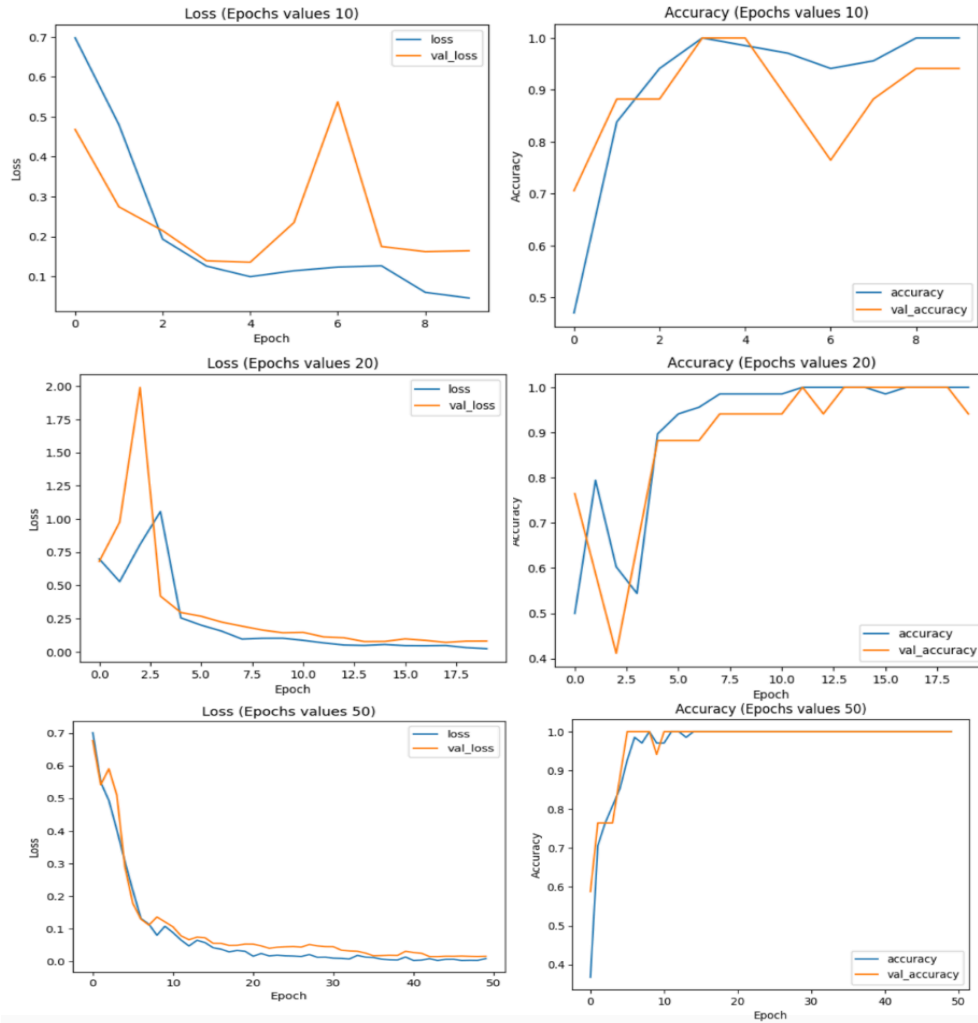 Loss (Epochs values 10)
0.7
0.6
0.5
0.4
0.3
0.2
0.1
Loss
loss
val_loss
0 2 4 6 8
Epoch
Accuracy (Epochs values 10)
1.0
0.9
0.8
0.7
0.6
0.5
Accuracy
accuracy
val_accuracy
0 2 4 6 8
Loss (Epochs values 20)
2.00
1.75
1.50
1.25
1.00
0.75
0.50
0.25
0.00
Loss
loss
val_loss
0.0 2.5 5.0 7.5 10.0 12.5 15.0 17.5
Epoch
Accuracy (Epochs values 20)
1.0
0.9
0.8
0.7
0.6
0.5
0.4
Accuracy
accuracy
val_accuracy
0.0 2.5 5.0 7.5 10.0 12.5 15.0 17.5
Epoch
Loss (Epochs values 50)
0.7
0.6
0.5
0.4
0.3
0.2
0.1
0.0
Loss
loss
val_loss
0 10 20 30 40 50
Epoch
Accuracy (Epochs values 50)
1.0
0.9
0.8
0.7
0.6
0.5
0.4
Accuracy
accuracy
val_accuracy
0 10 20 30 40 50
Epoch